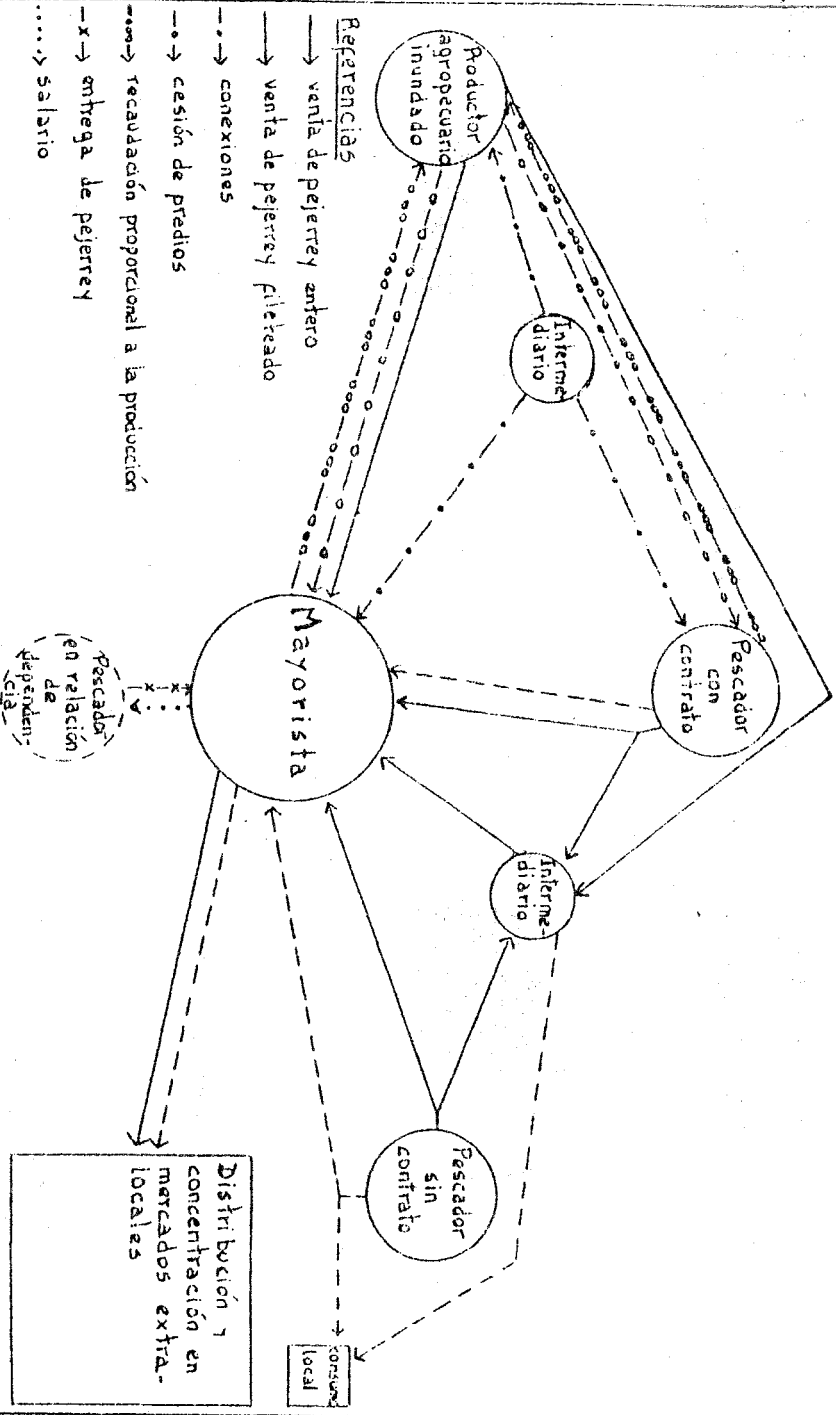 Productor
agropecuario
inundado
Interme-
diario
Pescador
con
contrato
Mayorista
Interme-
diario
Pescador
en relación
de
dependen-
cia
Pescador
sin
contrato
Distribución y
concentración en
mercados extra-
locales
consumo
local
Referencias
venta de pejerrey entero
venta de pejerrey fileteado
conexiones
cesión de predios
recaudación proporcional a la producción
entrega de pejerrey
salario